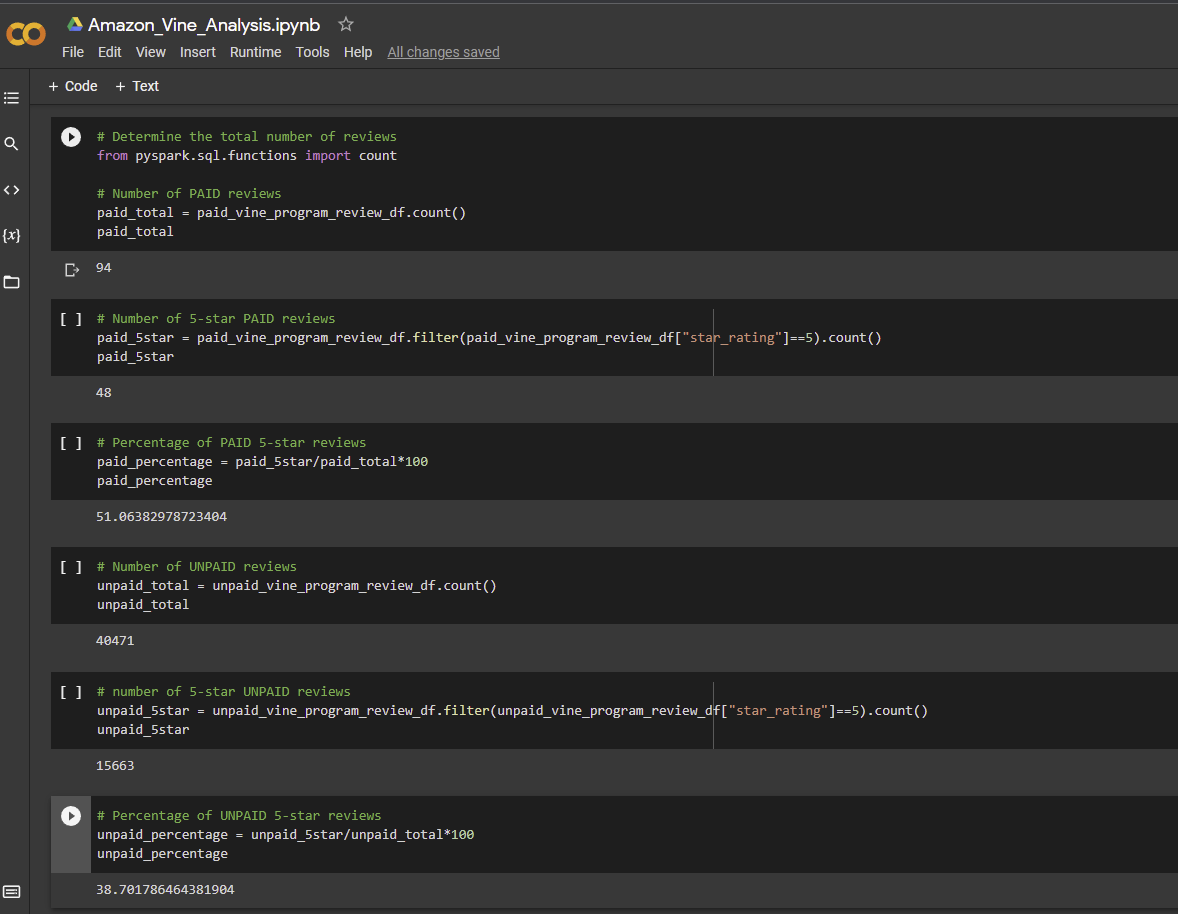 Amazon_Vine_Analysis.ipynb
File Edit View Insert Runtime Tools Help All changes saved
+ Code + Text
# Determine the total number of reviews
from pyspark.sql.functions import count
# Number of PAID reviews
paid_total = paid_vine_program_review_df.count()
paid_total
94
[ ] # Number of 5-star PAID reviews
paid_5star = paid_vine_program_review_df.filter(paid_vine_program_review_df["star_rating"]==5).count()
paid_5star
48
[ ] # Percentage of PAID 5-star reviews
paid_percentage = paid_5star/paid_total*100
paid_percentage
51.06382978723404
[ ] # Number of UNPAID reviews
unpaid_total = unpaid_vine_program_review_df.count()
unpaid_total
40471
[ ] # number of 5-star UNPAID reviews
unpaid_5star = unpaid_vine_program_review_df.filter(unpaid_vine_program_review_df["star_rating"]==5).count()
unpaid_5star
15663
# Percentage of UNPAID 5-star reviews
unpaid_percentage = unpaid_5star/unpaid_total*100
unpaid_percentage
38.701786464381904